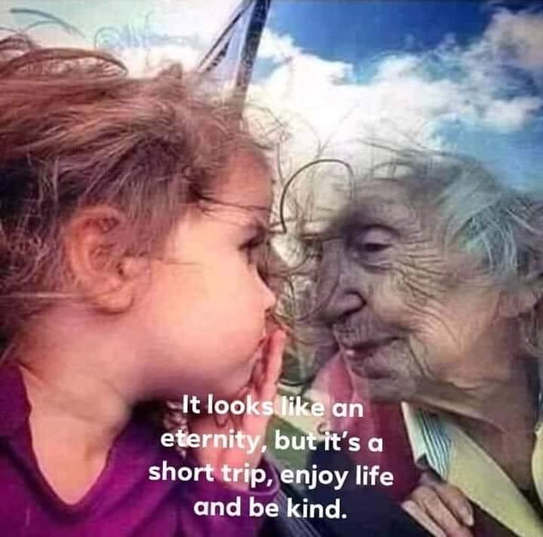 It looks like an
eternity, but it's a
short trip, enjoy life
and be kind.